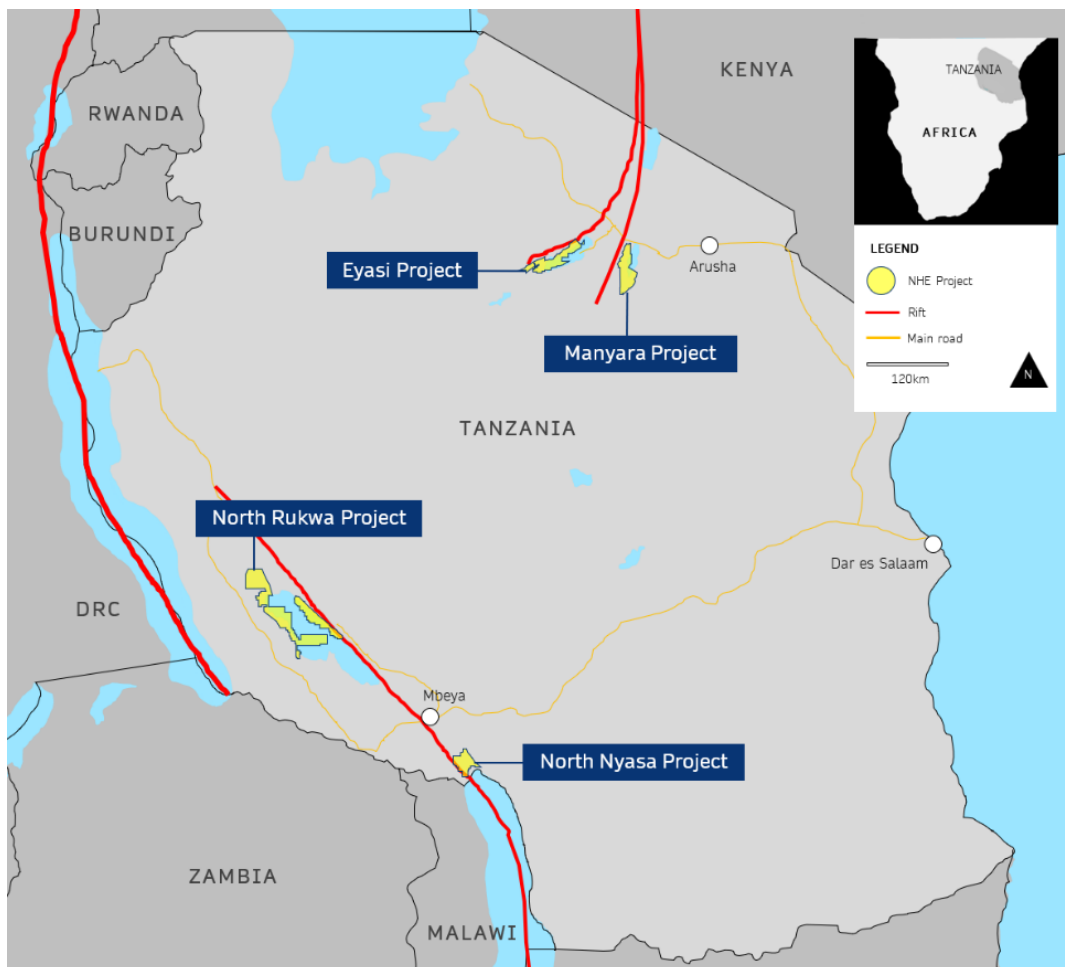 KENYA
TANZANIA
AFRICA
RWANDA
BURUNDI
LEGEND
NHE Project
Rift
Main road
120km
N
Eyasi Project
Arusha
Manyara Project
TANZANIA
North Rukwa Project
Dar es Salaam
DRC
Mbeya
North Nyasa Project
ZAMBIA
MALAWI